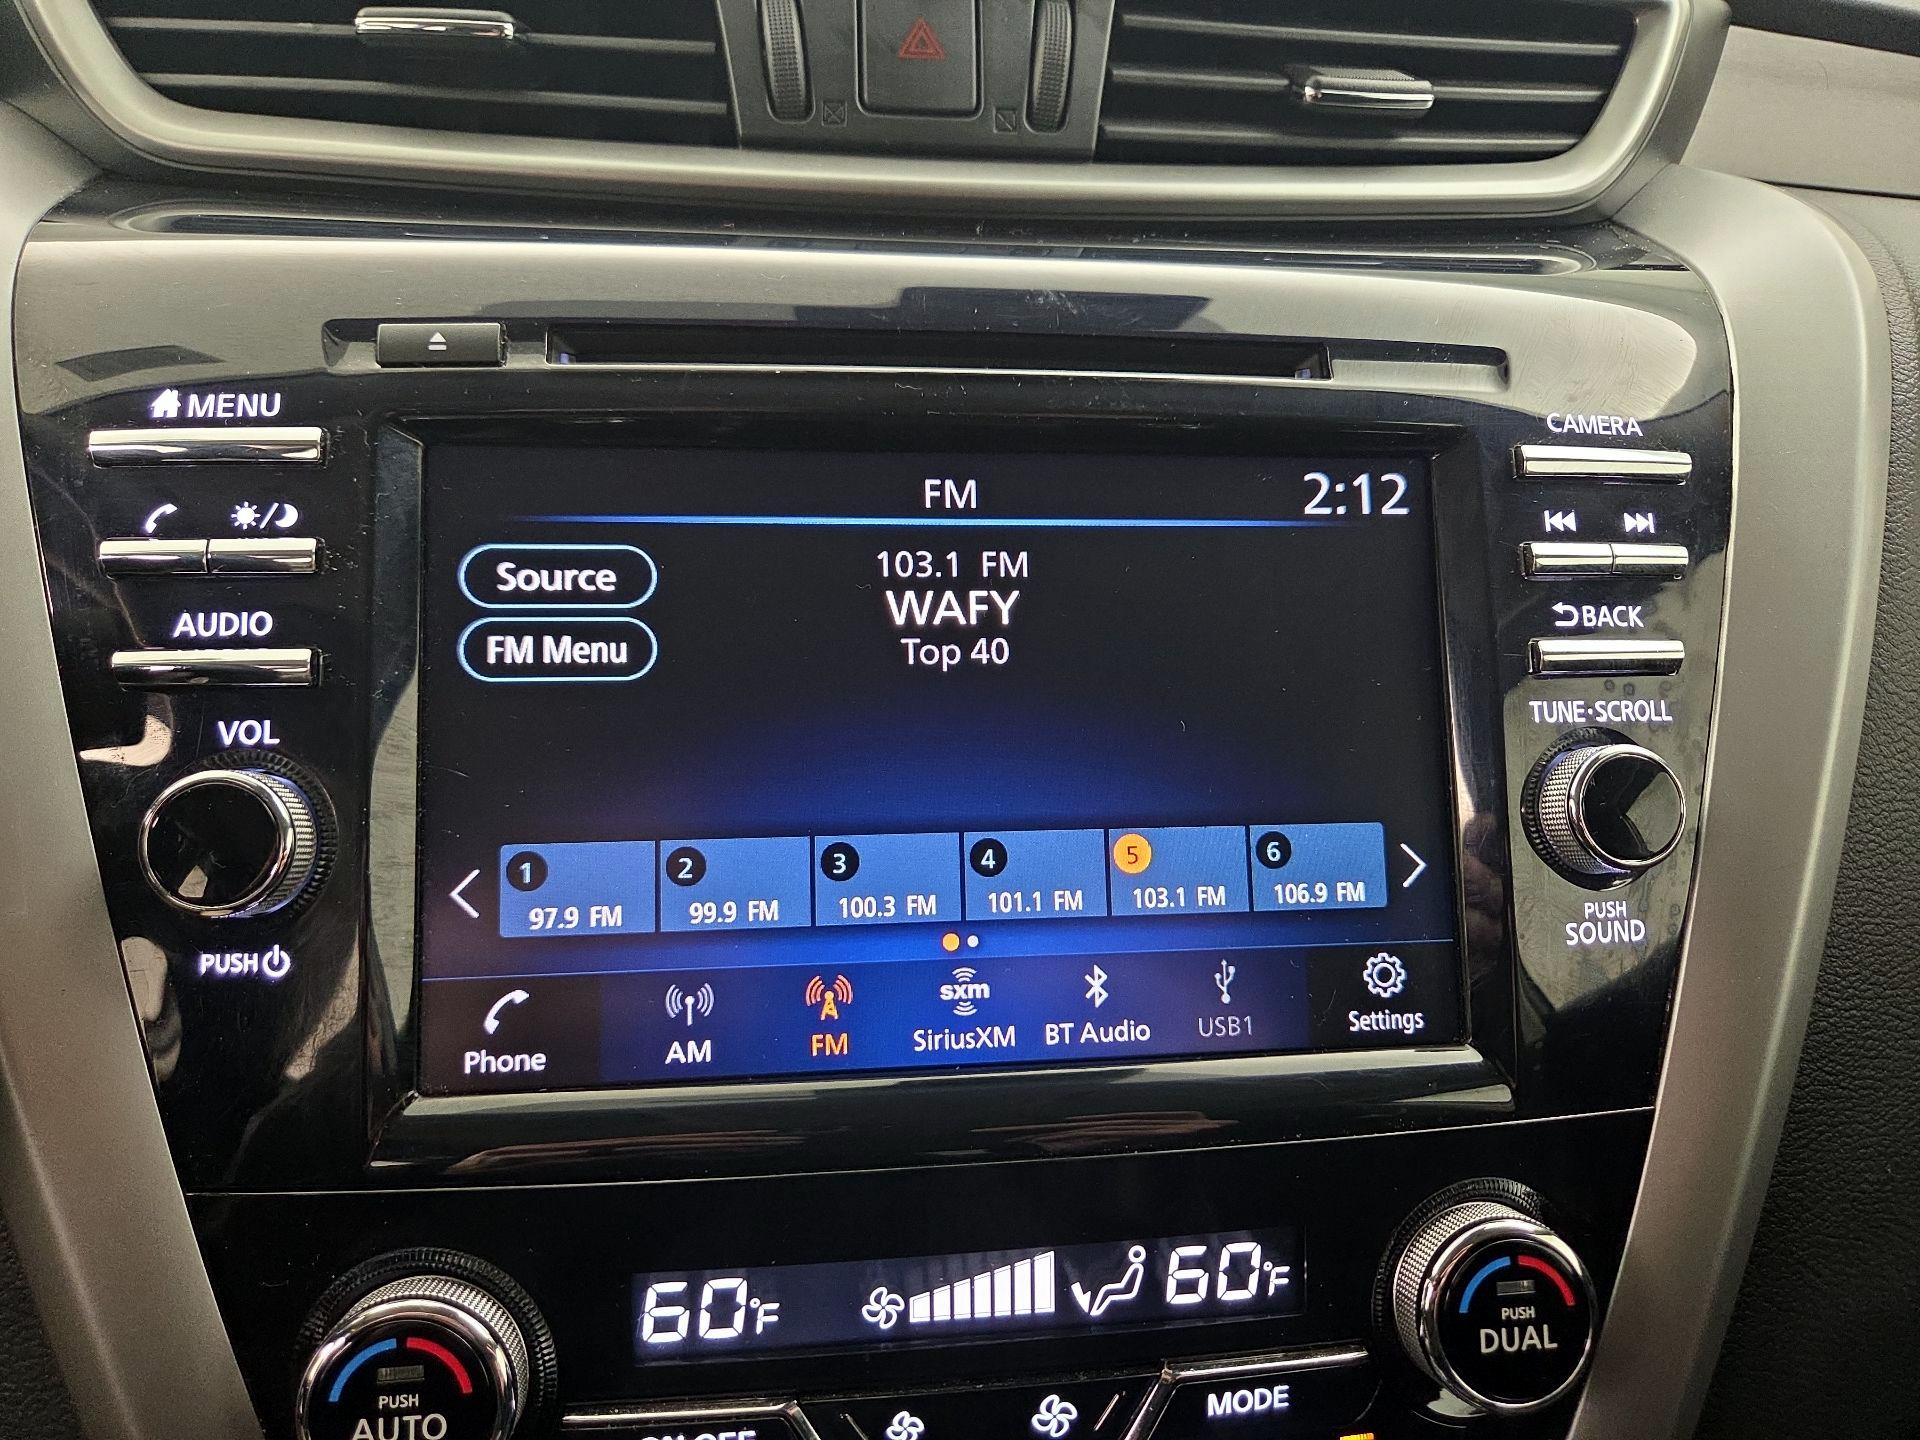 MENU
AUDIO
VOL
PUSH
CAMERA
BACK
TUNE·SCROLL
PUSH
SOUND
FM 2:12
Source
FM Menu
103.1 FM
WAFY
Top 40
1 2 3 4 5 6
97.9 FM 99.9 FM 100.3 FM 101.1 FM 103.1 FM 106.9 FM
Phone AM FM SiriusXM BT Audio USB1 Settings
sxm
60°F 60°F
PUSH
AUTO
PUSH
DUAL
ON·OFF
MODE